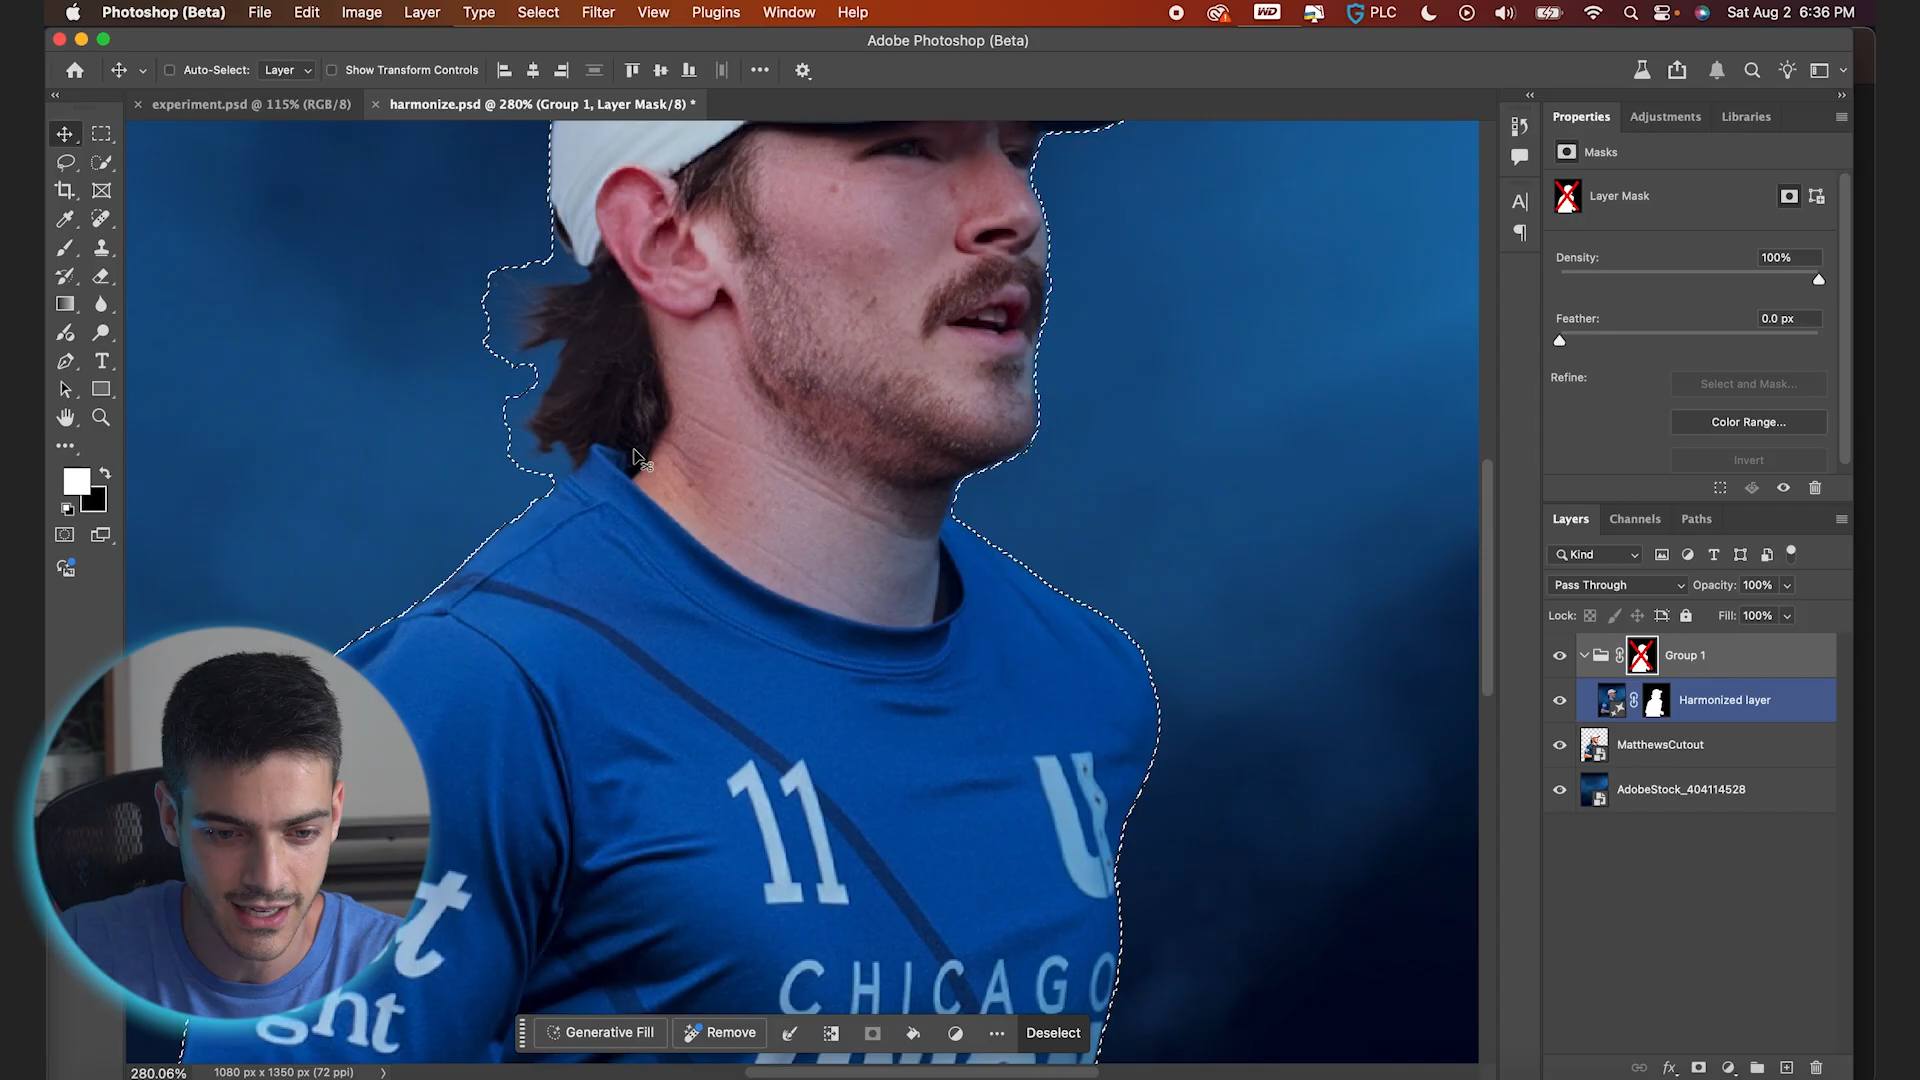 Photoshop (Beta) File Edit Image Layer Type Select Filter View Plugins Window Help WD PLC Sat Aug 2 6:36 PM
Adobe Photoshop (Beta)
Auto-Select: Layer Show Transform Controls
experiment.psd @ 115% (RGB/8) harmonize.psd @ 280% (Group 1, Layer Mask/8) *
Properties Adjustments Libraries
Masks
Layer Mask
Density: 100%
Feather: 0.0 px
Refine: Select and Mask...
Color Range...
Invert
Layers Channels Paths
Kind
Pass Through Opacity: 100%
Lock: Fill: 100%
Group 1
Harmonized layer
MatthewsCutout
AdobeStock_404114528
11 U
CHICAGO
ght
Generative Fill Remove Deselect
280.06% 1080 px x 1350 px (72 ppi)